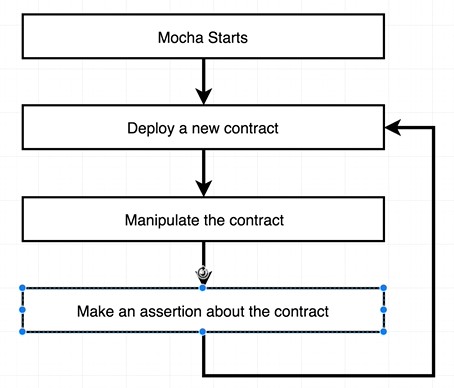 Mocha Starts
Deploy a new contract
Manipulate the contract
Make an assertion about the contract